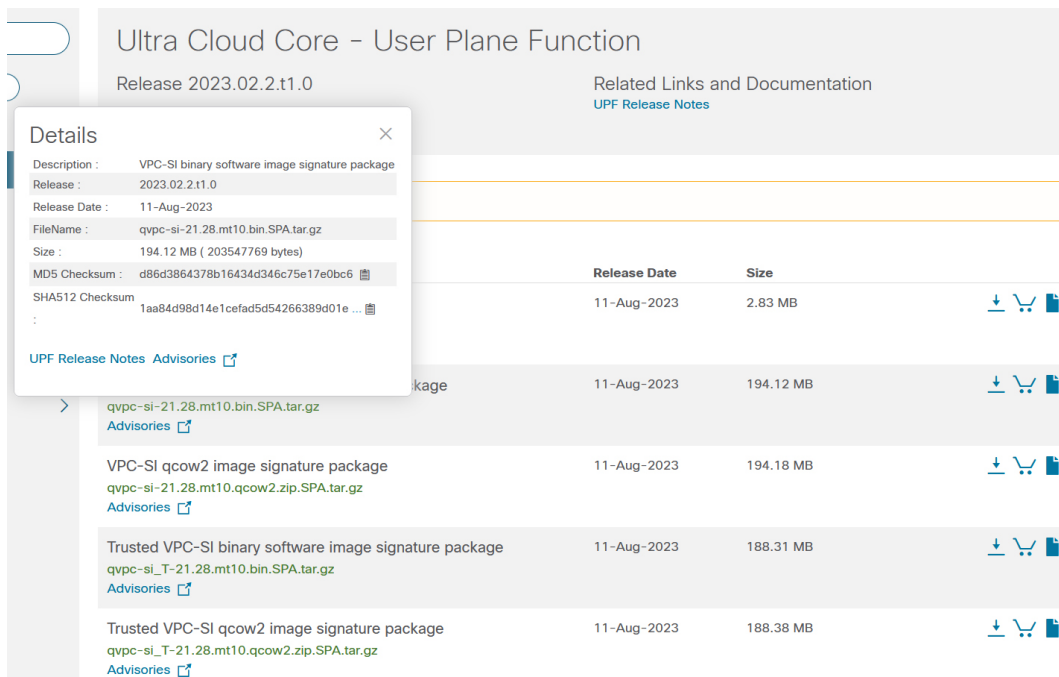 Ultra Cloud Core - User Plane Function
Release 2023.02.2.t1.0
Related Links and Documentation
UPF Release Notes
Details
Description : VPC-SI binary software image signature package
Release : 2023.02.2.t1.0
Release Date : 11-Aug-2023
FileName : qvpc-si-21.28.mt10.bin.SPA.tar.gz
Size : 194.12 MB ( 203547769 bytes)
MD5 Checksum : d86d3864378b16434d346c75e17e0bc6
SHA512 Checksum
: 1aa84d98d14e1cefad5d54266389d01e ...
UPF Release Notes Advisories
Release Date Size
11-Aug-2023 2.83 MB
kage 11-Aug-2023 194.12 MB
qvpc-si-21.28.mt10.bin.SPA.tar.gz
Advisories
VPC-SI qcow2 image signature package 11-Aug-2023 194.18 MB
qvpc-si-21.28.mt10.qcow2.zip.SPA.tar.gz
Advisories
Trusted VPC-SI binary software image signature package 11-Aug-2023 188.31 MB
qvpc-si_T-21.28.mt10.bin.SPA.tar.gz
Advisories
Trusted VPC-SI qcow2 image signature package 11-Aug-2023 188.38 MB
qvpc-si_T-21.28.mt10.qcow2.zip.SPA.tar.gz
Advisories